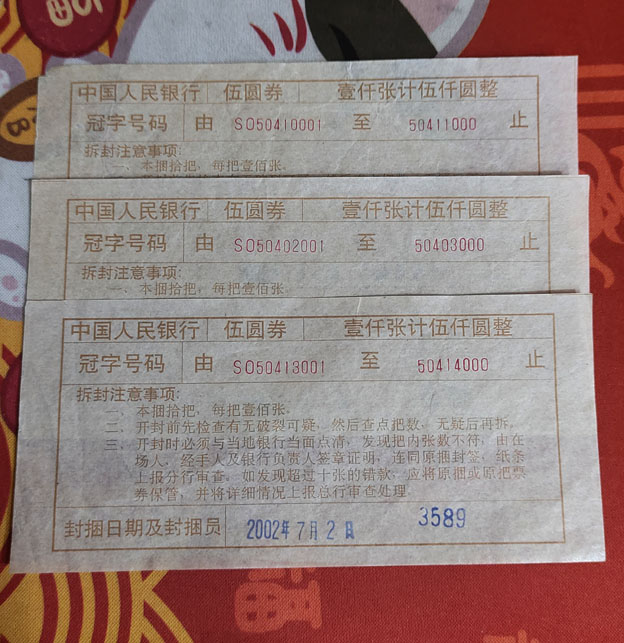 中国人民银行 伍圆券 壹仟张计伍仟圆整
冠字号码 由 SO50410001 至 50411000 止
拆封注意事项:
一、本捆拾把，每把壹佰张.
中国人民银行 伍圆券 壹仟张计伍仟圆整
冠字号码 由 SO50402001 至 50403000 止
拆封注意事项:
一、本捆拾把，每把壹佰张.
中国人民银行 伍圆券 壹仟张计伍仟圆整
冠字号码 由 SO50413001 至 50414000 止
拆封注意事项:
一、本捆拾把，每把壹佰张.
二、开封前先检查有无破裂可疑，然后查点把数，无疑后再拆.
三、开封时必须与当地银行当面点清，发现把内张数不符，由在
场人，经手人及银行负责人签章证明，连同原捆封签，纸条
上报分行审查，如发现超过十张的错款，应将原捆或原把票
券保管，并将详细情况上报总行审查处理.
封捆日期及封捆员 2002年7月2日 3589